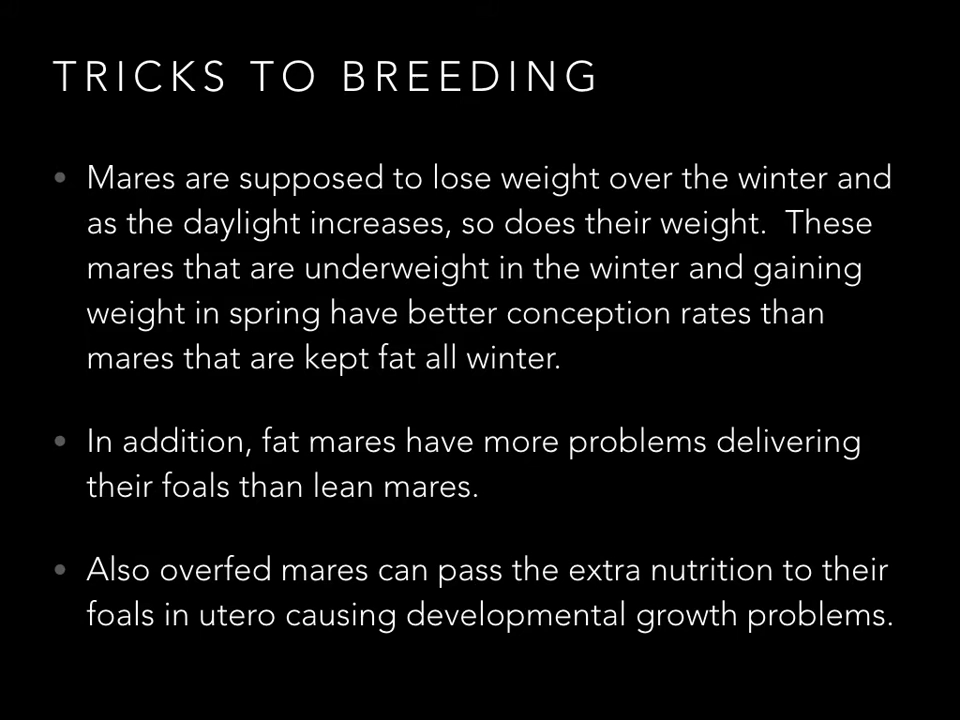 TRICKS TO BREEDING
• Mares are supposed to lose weight over the winter and
as the daylight increases, so does their weight.  These
mares that are underweight in the winter and gaining
weight in spring have better conception rates than
mares that are kept fat all winter.
• In addition, fat mares have more problems delivering
their foals than lean mares.
• Also overfed mares can pass the extra nutrition to their
foals in utero causing developmental growth problems.